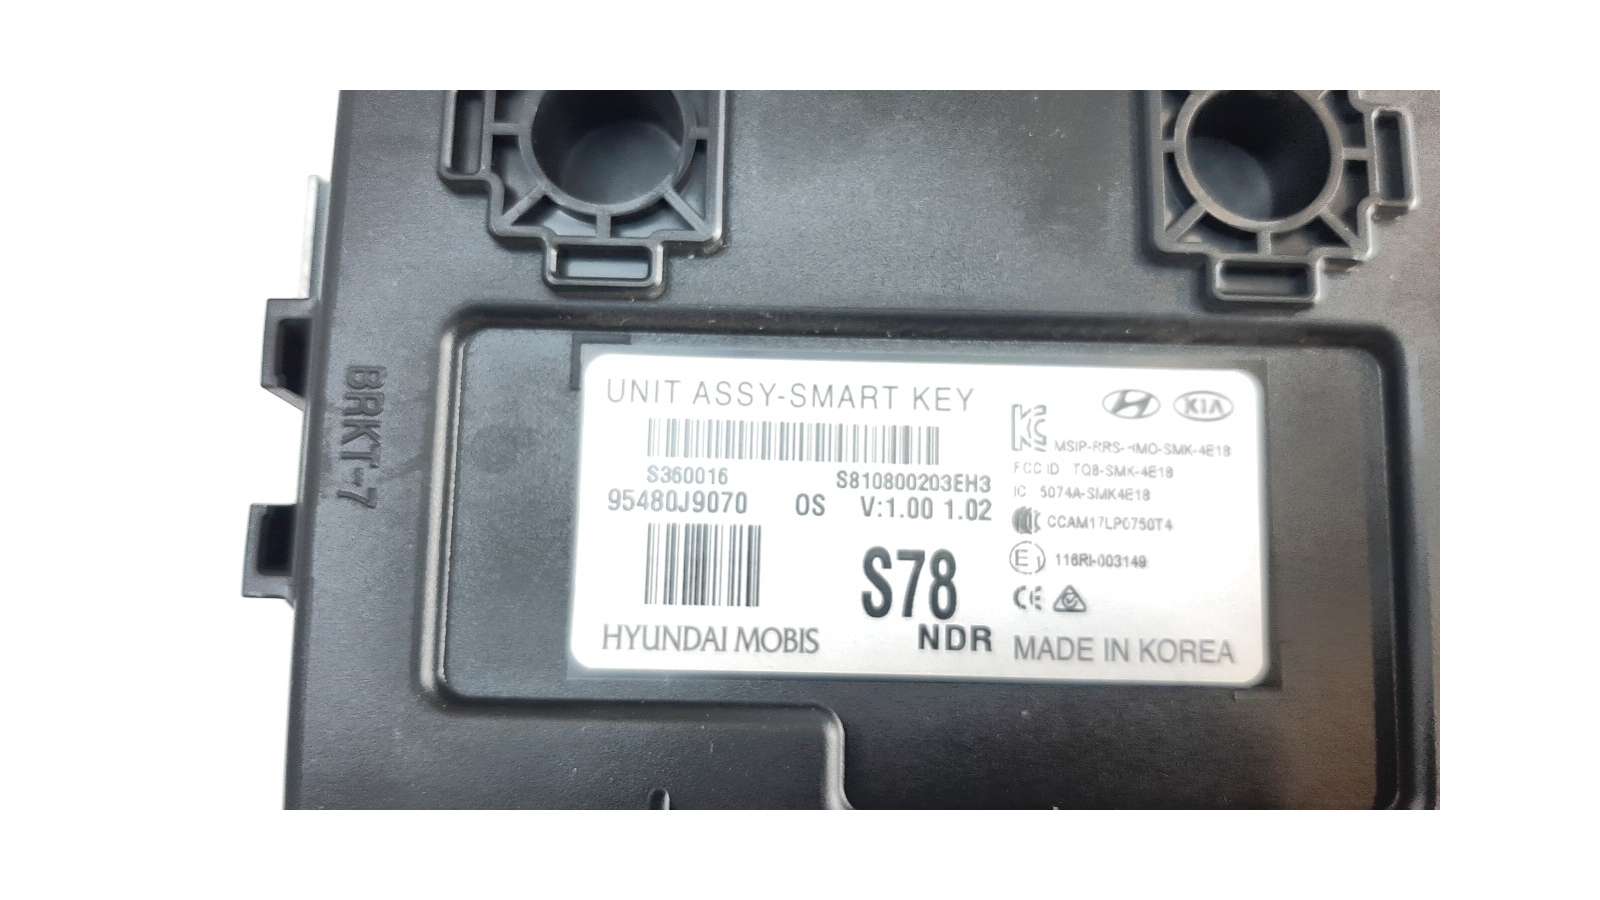 BRKT-7
UNIT ASSY-SMART KEY
S360016 S810800203EH3
95480J9070 OS V:1.00 1.02
S78
HYUNDAI MOBIS NDR
KIA
MSIP-RRS- SMK-4E18
FCC ID TQ8-SMK-4E18
IC 5074A-SMK4E18
CCAM17LP0750T4
E1 116RI-003149
CE
MADE IN KOREA